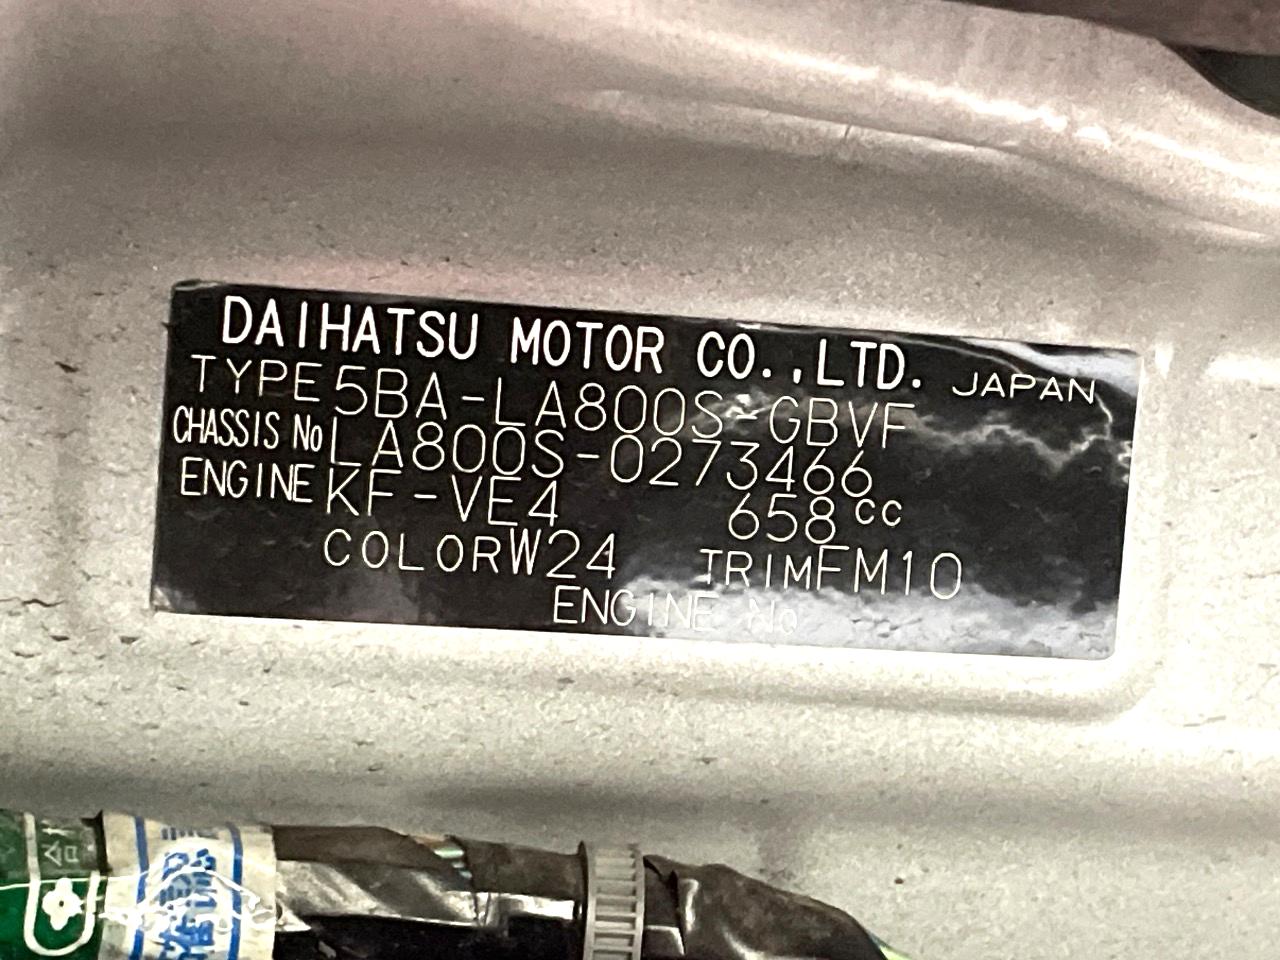 DAIHATSU MOTOR CO.,LTD. JAPAN
TYPE 5BA-LA800S-GBVF
CHASSIS No LA800S-0273466
ENGINE KF-VE4 658 cc
COLOR W24 TRIM FM10
ENGINE No